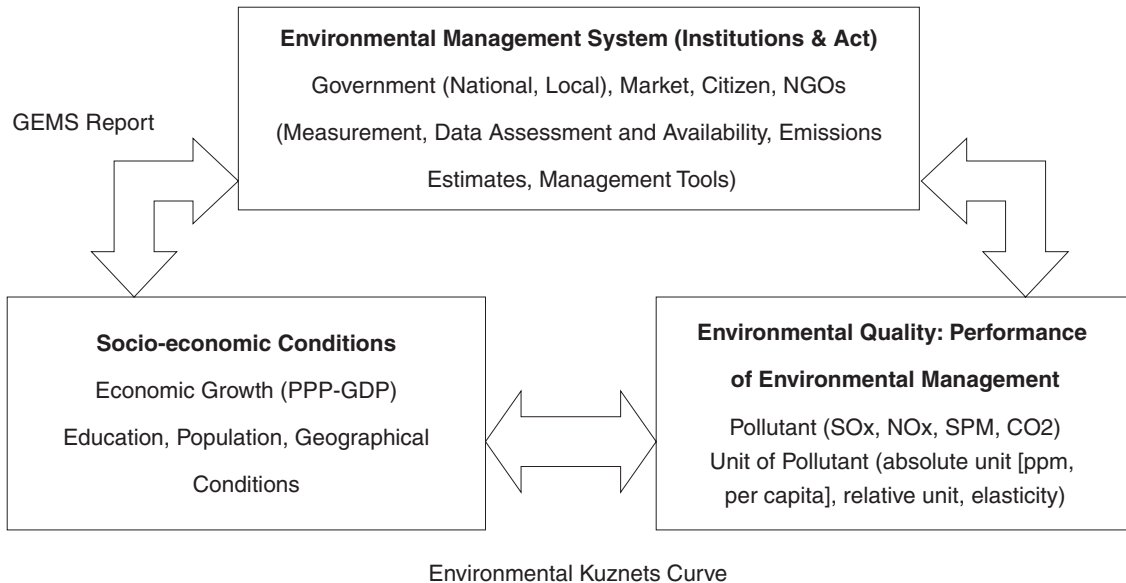 Environmental Management System (Institutions & Act)
Government (National, Local), Market, Citizen, NGOs
(Measurement, Data Assessment and Availability, Emissions
Estimates, Management Tools)
GEMS Report
Socio-economic Conditions
Economic Growth (PPP-GDP)
Education, Population, Geographical
Conditions
Environmental Quality: Performance
of Environmental Management
Pollutant (SOx, NOx, SPM, CO2)
Unit of Pollutant (absolute unit [ppm,
per capita], relative unit, elasticity)
Environmental Kuznets Curve